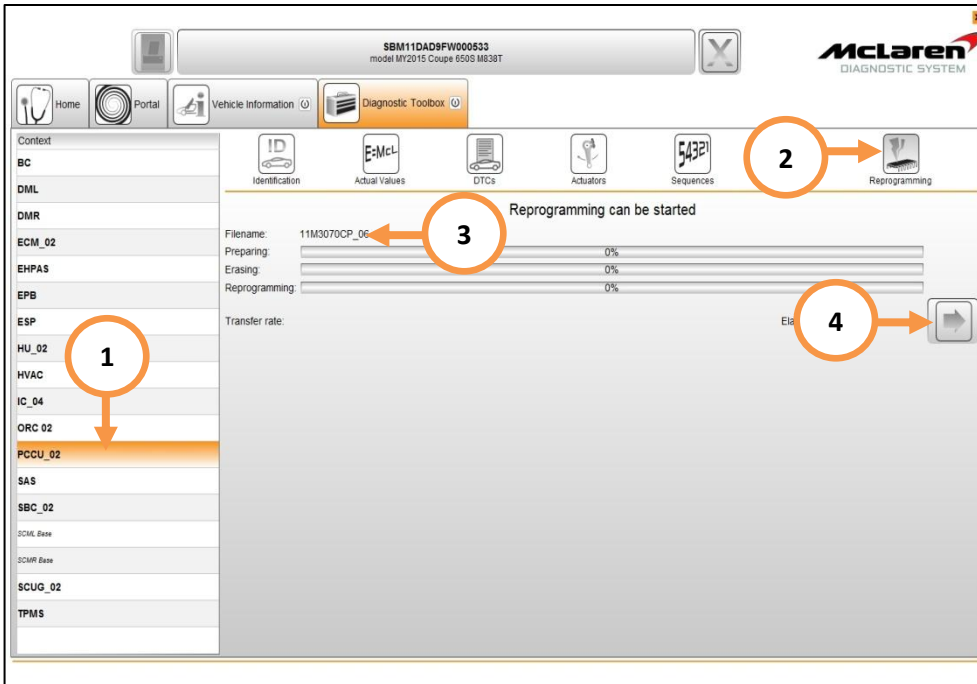 SBM11DAD9FW000533
model MY2015 Coupe 650S M838T
X
McLaren
DIAGNOSTIC SYSTEM
Home
Portal
Vehicle Information
Diagnostic Toolbox
Context
BC
DML
DMR
ECM_02
EHPAS
EPB
ESP
HU_02
HVAC
IC_04
ORC 02
PCCU_02
SAS
SBC_02
SCML Base
SCMR Base
SCUG_02
TPMS
1
ID
Identification
E=McL
Actual Values
DTCs
Actuators
54321
Sequences
2
Reprogramming
Reprogramming can be started
Filename: 11M3070CP_06
3
Preparing: 0%
Erasing: 0%
Reprogramming: 0%
Transfer rate:
4